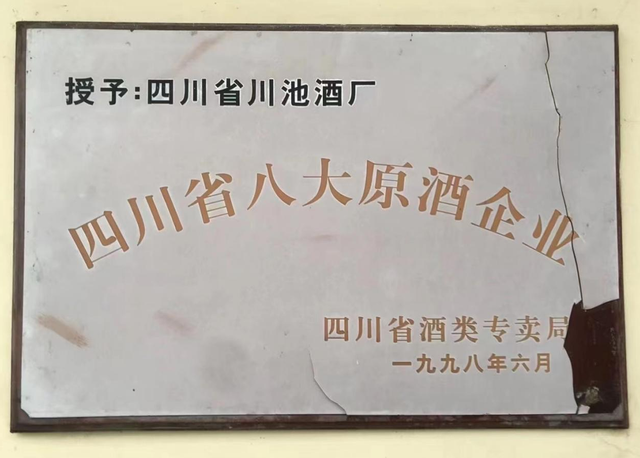 授予:四川省川池酒厂
四川省八大原酒企业
四川省酒类专卖局
一九九八年六月